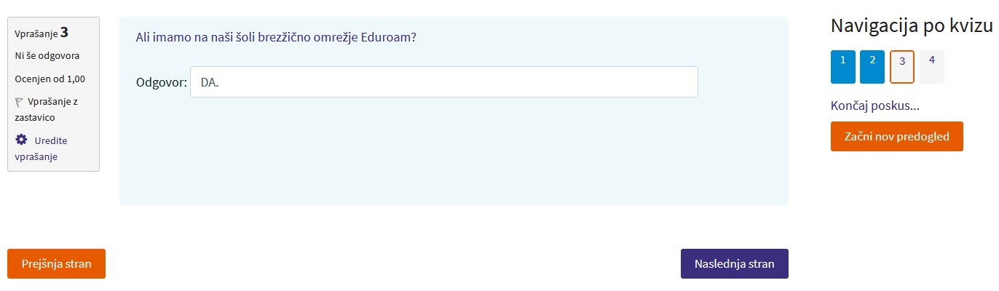 Vprašanje 3
Ni še odgovora
Ocenjen od 1,00
Vprašanje z
zastavico
Uredite
vprašanje
Ali imamo na naši šoli brezžično omrežje Eduroam?
Odgovor: DA.
Prejšnja stran
Naslednja stran
Navigacija po kvizu
1 2 3 4
Končaj poskus...
Začni nov predogled